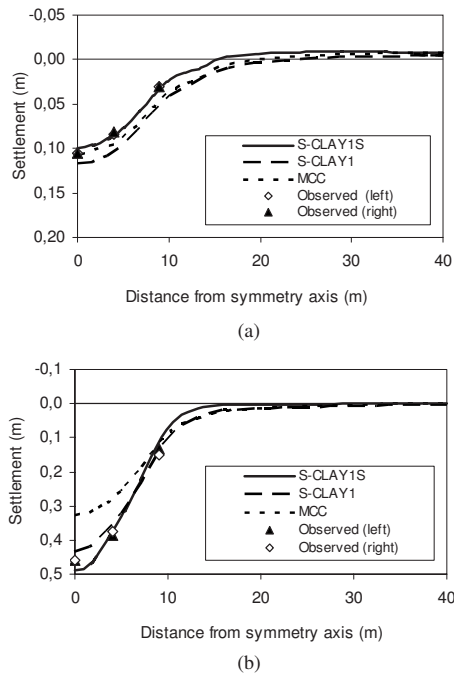 -0,05
0,00
0,05
0,10
0,15
0,20
Settlement (m)
S-CLAY1S
S-CLAY1
MCC
Observed (left)
Observed (right)
0 10 20 30 40
Distance from symmetry axis (m)
(a)
-0,1
0,0
0,1
0,2
0,3
0,4
0,5
Settlement (m)
S-CLAY1S
S-CLAY1
MCC
Observed (left)
Observed (right)
0 10 20 30 40
Distance from symmetry axis (m)
(b)